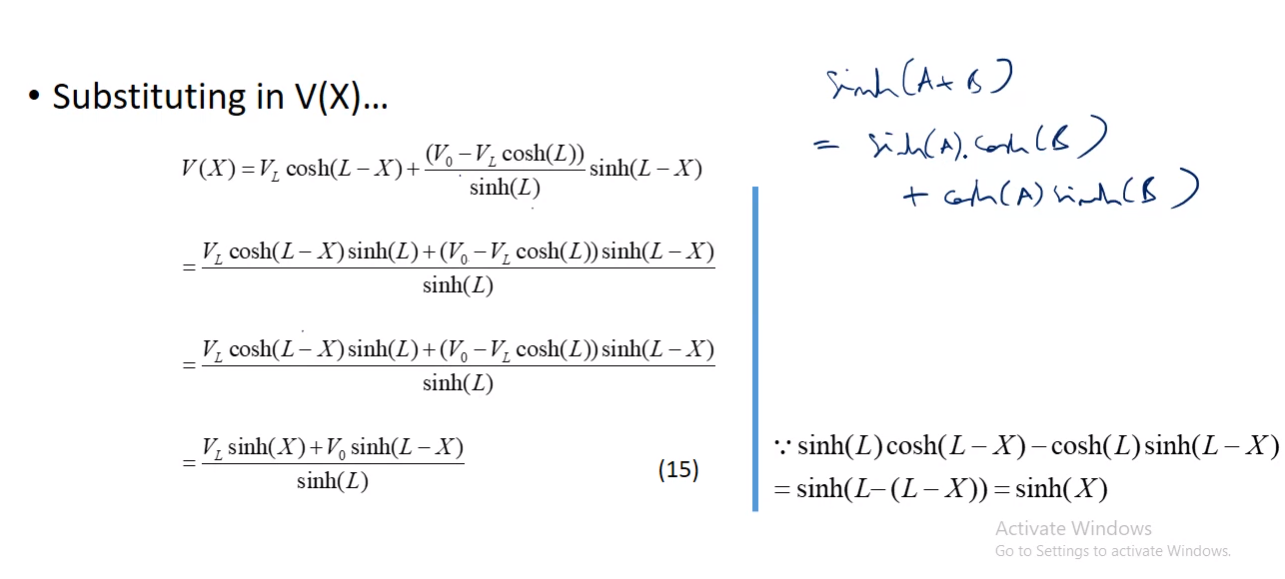 • Substituting in V(X)...
V(X) = V_L cosh(L − X) + (V_0 − V_L cosh(L)) / sinh(L) sinh(L − X)
= V_L cosh(L − X) sinh(L) + (V_0 − V_L cosh(L)) sinh(L − X) / sinh(L)
= V_L cosh(L − X) sinh(L) + (V_0 − V_L cosh(L)) sinh(L − X) / sinh(L)
= V_L sinh(X) + V_0 sinh(L − X) / sinh(L) (15)
sinh(A+B)
= sinh(A).cosh(B)
+ cosh(A) sinh(B)
∵ sinh(L)cosh(L − X) − cosh(L)sinh(L − X)
= sinh(L−(L − X)) = sinh(X)
Activate Windows
Go to Settings to activate Windows.